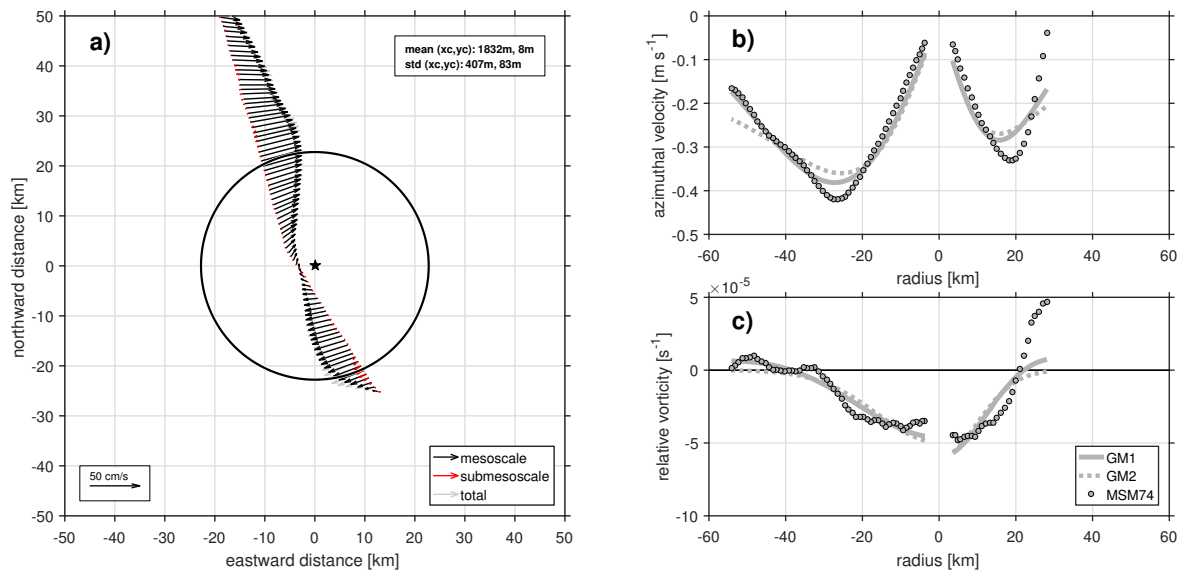 a)
mean (xc,yc): 1832m, 8m
std (xc,yc): 407m, 83m
50
40
30
20
10
0
-10
-20
-30
-40
-50
northward distance [km]
50 cm/s
mesoscale
submesoscale
total
-50 -40 -30 -20 -10 0 10 20 30 40 50
eastward distance [km]
b)
0
-0.1
-0.2
-0.3
-0.4
-0.5
azimuthal velocity [m s-1]
-60 -40 -20 0 20 40 60
radius [km]
×10-5
c)
5
0
-5
-10
relative vorticity [s-1]
GM1
GM2
MSM74
-60 -40 -20 0 20 40 60
radius [km]